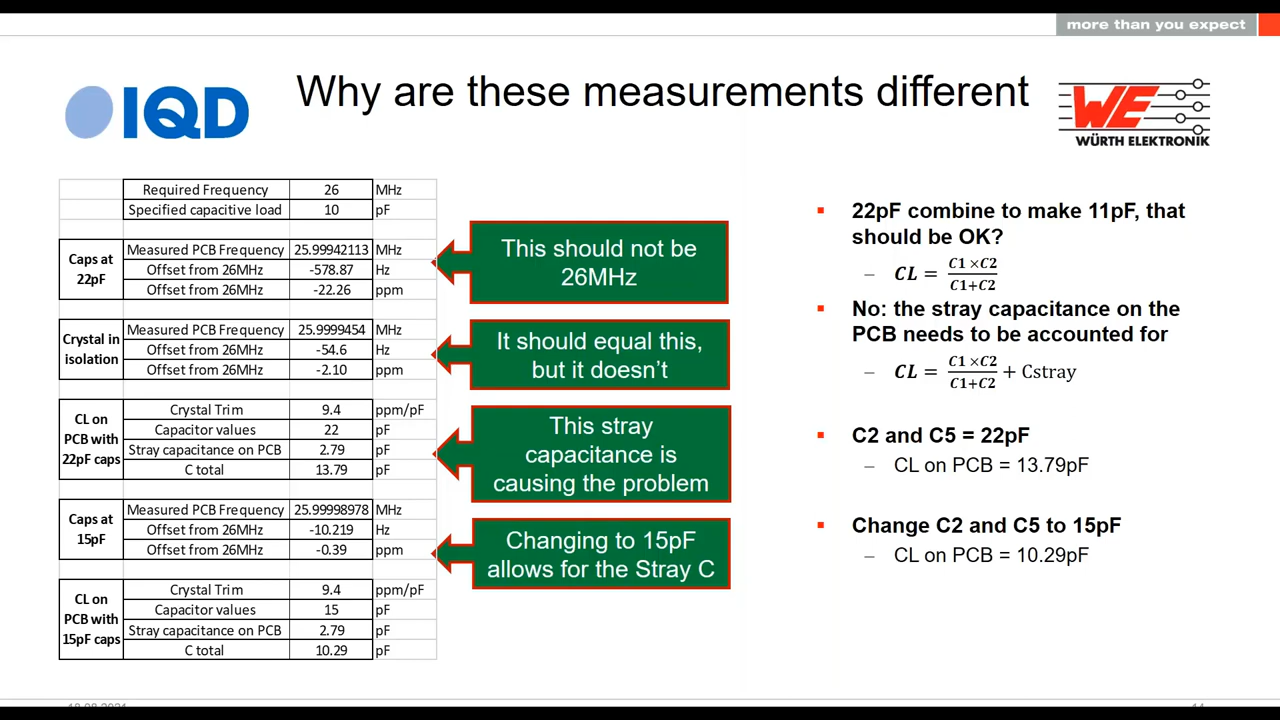 more than you expect
IQD
Why are these measurements different
WE
WÜRTH ELEKTRONIK
Required Frequency 26 MHz
Specified capacitive load 10 pF
Caps at 22pF
Measured PCB Frequency 25.99942113 MHz
Offset from 26MHz -578.87 Hz
Offset from 26MHz -22.26 ppm
Crystal in isolation
Measured PCB Frequency 25.9999454 MHz
Offset from 26MHz -54.6 Hz
Offset from 26MHz -2.10 ppm
CL on PCB with 22pF caps
Crystal Trim 9.4 ppm/pF
Capacitor values 22 pF
Stray capacitance on PCB 2.79 pF
C total 13.79 pF
Caps at 15pF
Measured PCB Frequency 25.99998978 MHz
Offset from 26MHz -10.219 Hz
Offset from 26MHz -0.39 ppm
CL on PCB with 15pF caps
Crystal Trim 9.4 ppm/pF
Capacitor values 15 pF
Stray capacitance on PCB 2.79 pF
C total 10.29 pF
This should not be
26MHz
It should equal this,
but it doesn't
This stray
capacitance is
causing the problem
Changing to 15pF
allows for the Stray C
▪ 22pF combine to make 11pF, that
should be OK?
– CL = C1×C2 / C1+C2
▪ No: the stray capacitance on the
PCB needs to be accounted for
– CL = C1×C2 / C1+C2 + Cstray
▪ C2 and C5 = 22pF
– CL on PCB = 13.79pF
▪ Change C2 and C5 to 15pF
– CL on PCB = 10.29pF